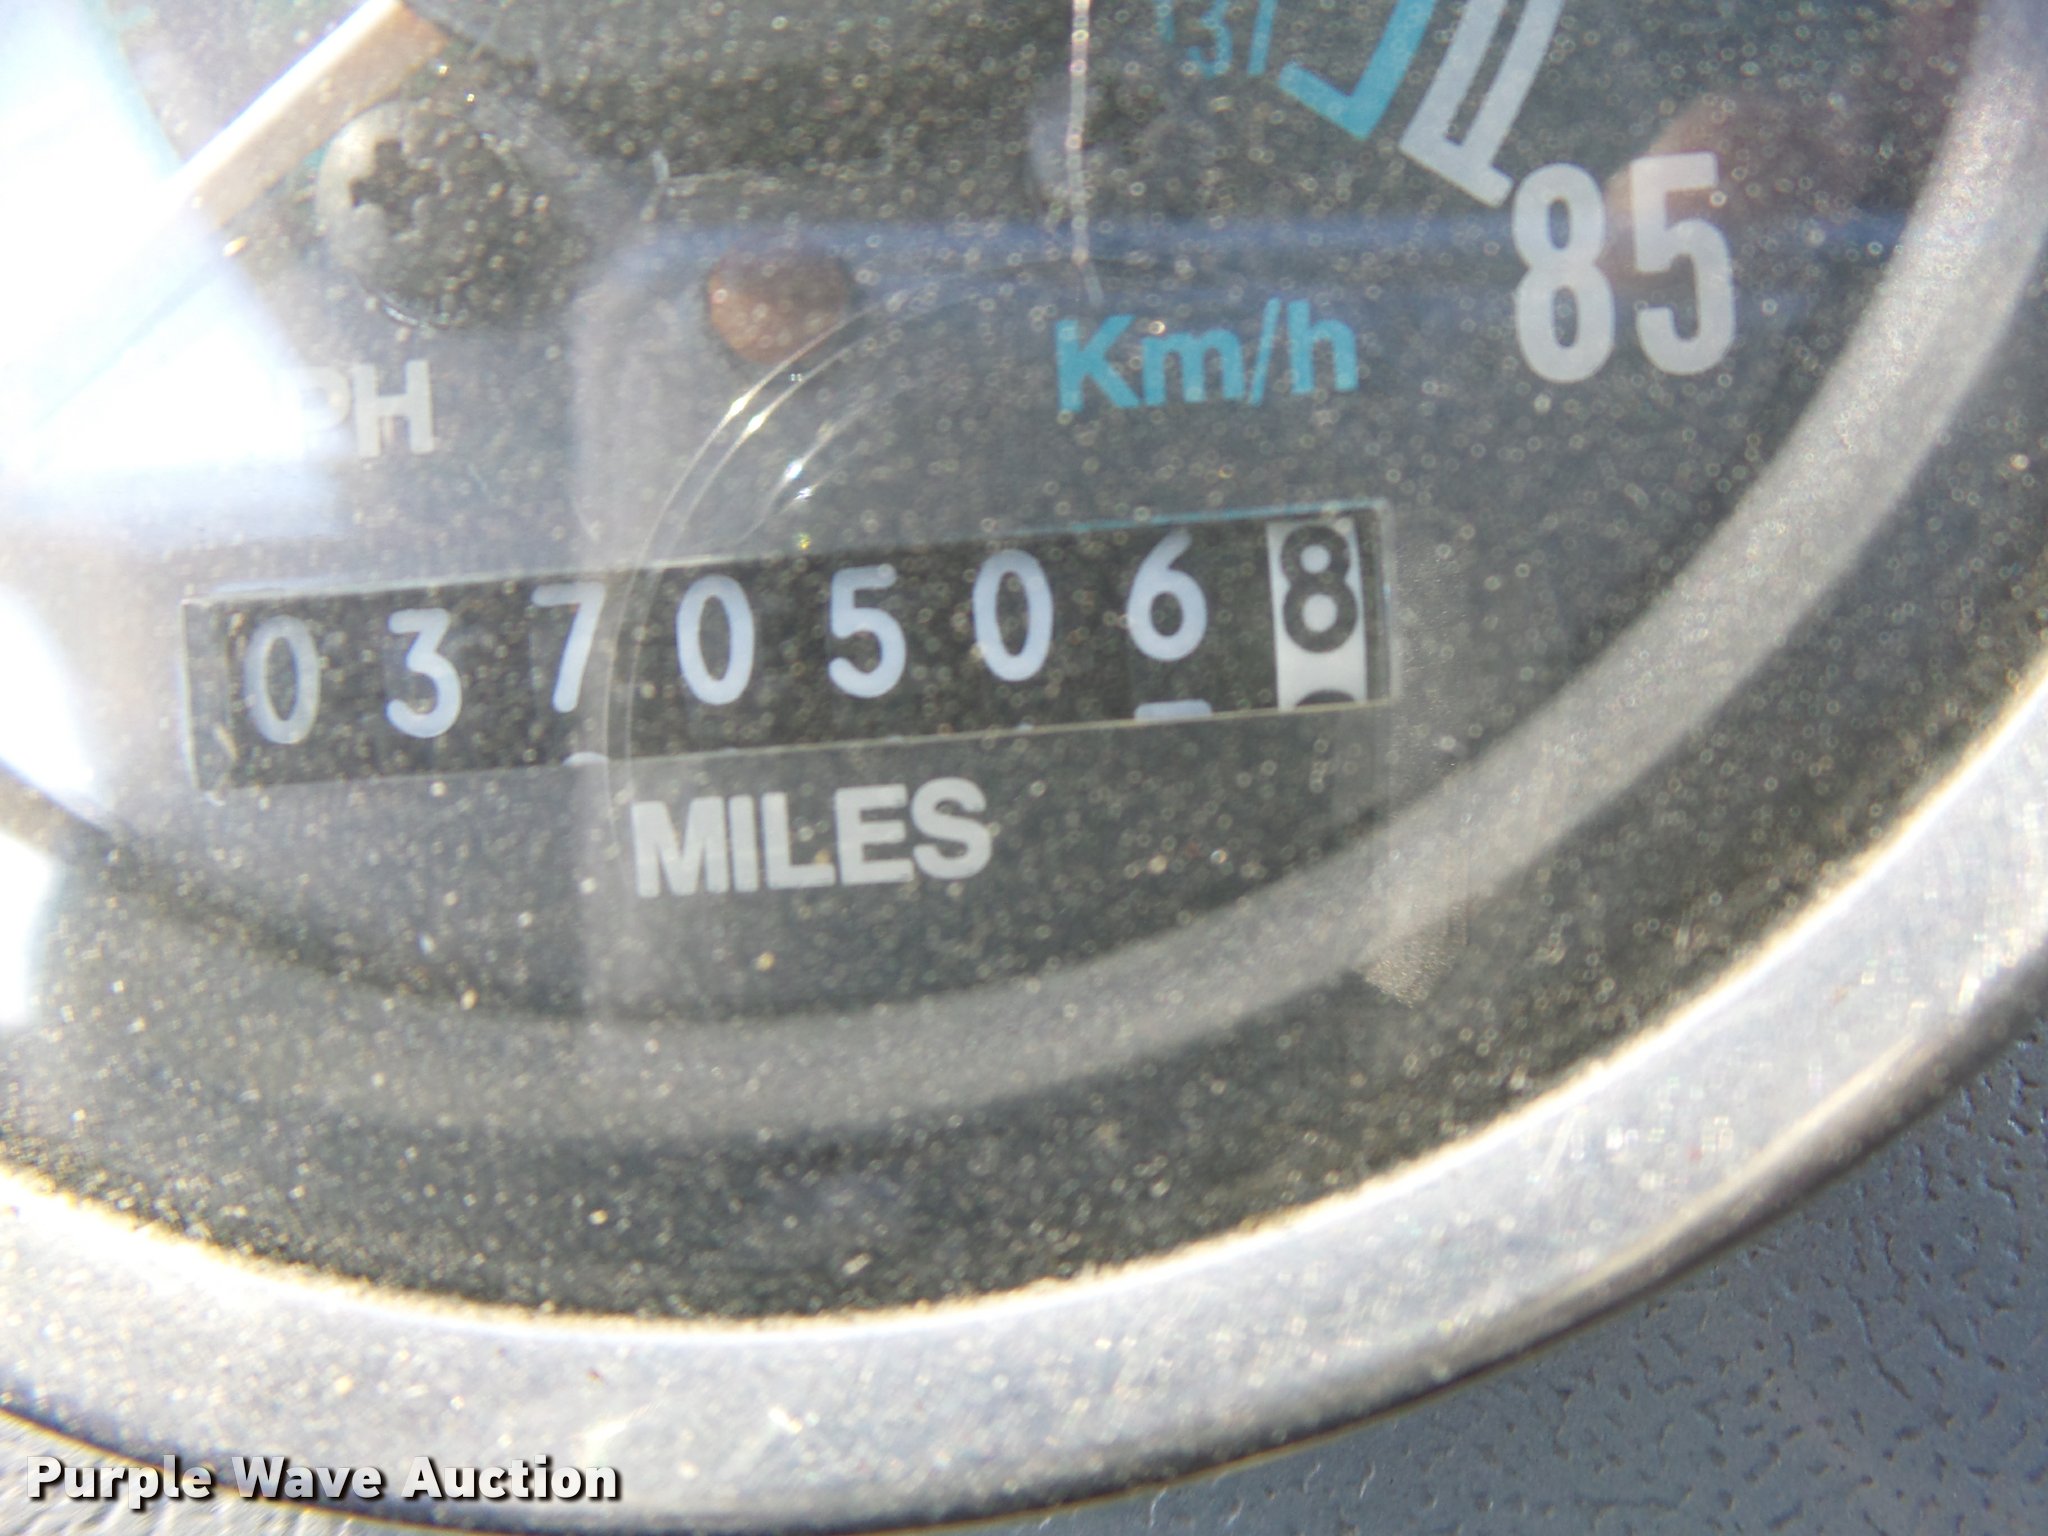 85
Km/h
PH
03705068
MILES
Purple Wave Auction